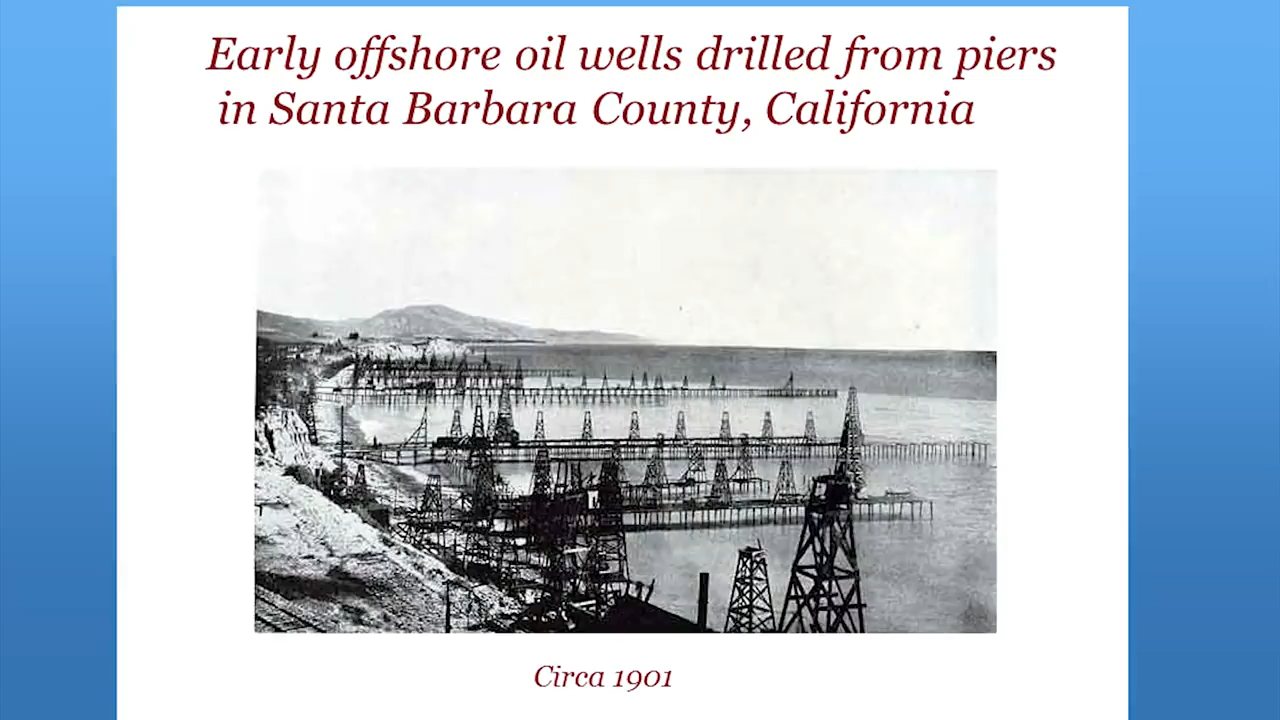 Early offshore oil wells drilled from piers
in Santa Barbara County, California
Circa 1901